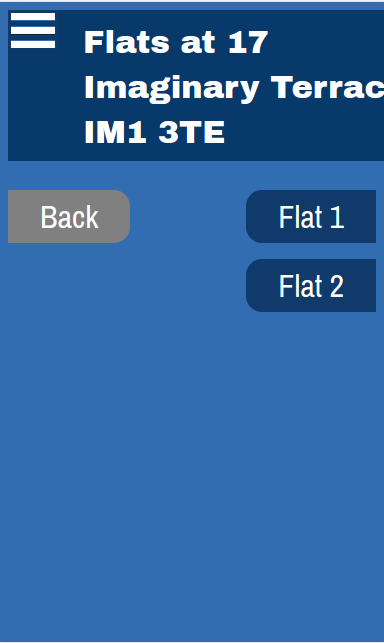 Flats at 17
Imaginary Terrac
IM1 3TE
Back
Flat 1
Flat 2